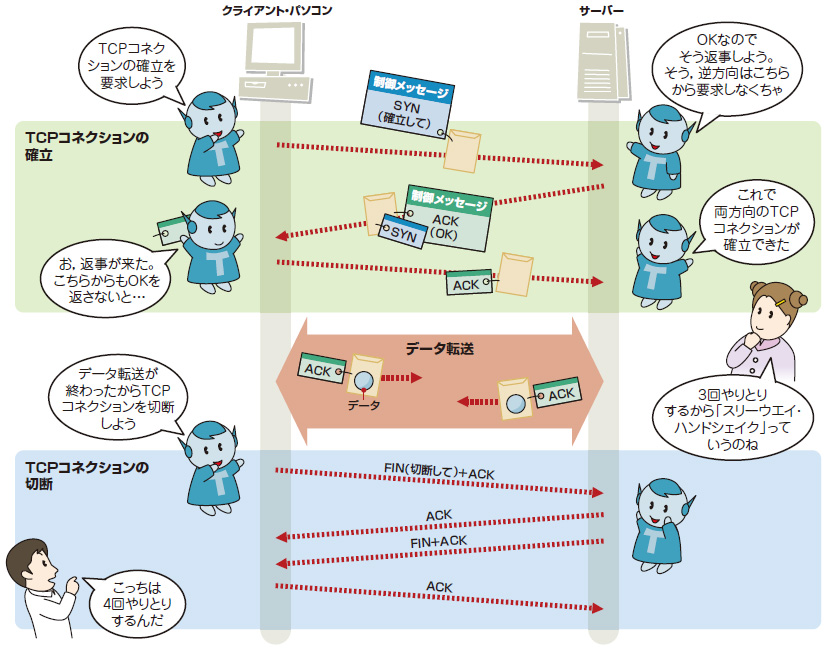 クライアント・パソコン
サーバー
TCPコネク
ションの確立を
要求しよう
OKなので
そう返事しよう。
そう，逆方向はこちら
から要求しなくちゃ
制御メッセージ
SYN
（確立して）
TCPコネクションの
確立
T
T
制御メッセージ
ACK
（OK）
SYN
これで
両方向のTCP
コネクションが
確立できた
T
T
お，返事が来た。
こちらからもOKを
返さないと…
ACK
データ転送
ACK
データ
ACK
データ転送が
終わったからTCP
コネクションを切断
しよう
3回やりとり
するから「スリーウエイ・
ハンドシェイク」って
いうのね
TCPコネクションの
切断
T
FIN（切断して）+ACK
ACK
FIN+ACK
T
ACK
こっちは
4回やりとり
するんだ